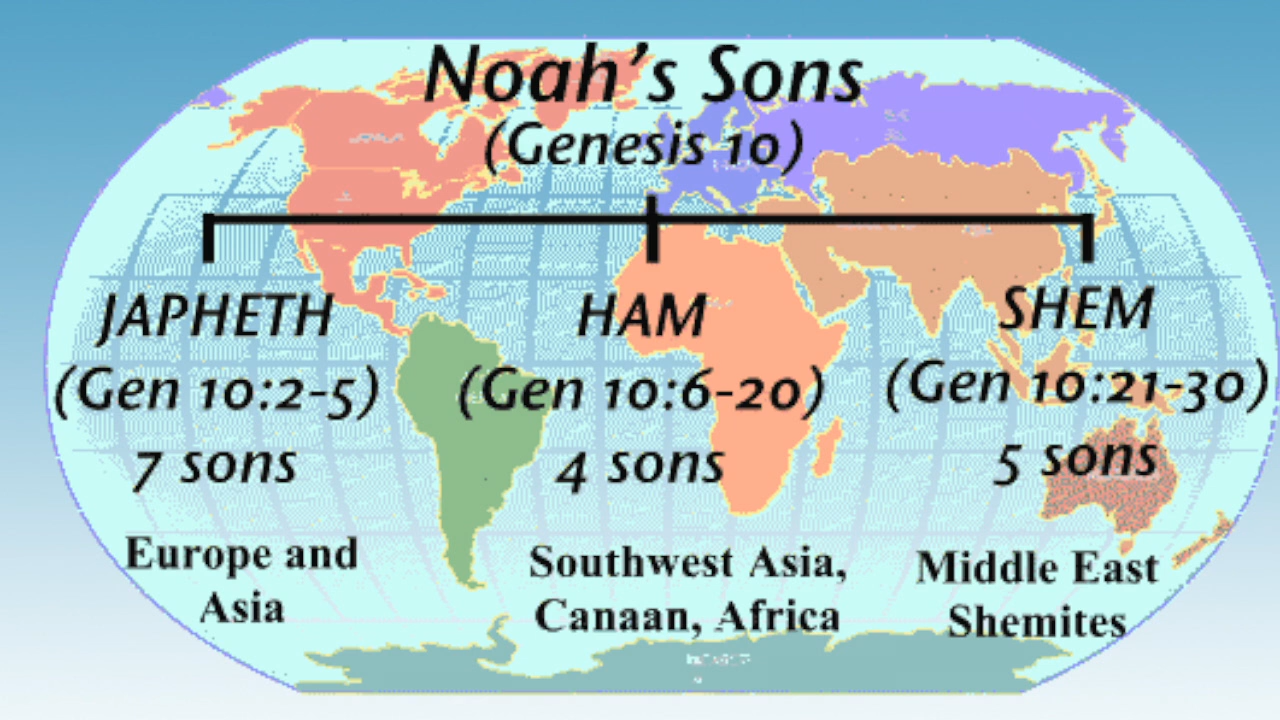 Noah's Sons
(Genesis 10)
JAPHETH
(Gen 10:2-5)
7 sons
Europe and
Asia
HAM
(Gen 10:6-20)
4 sons
Southwest Asia,
Canaan, Africa
SHEM
(Gen 10:21-30)
5 sons
Middle East
Shemites